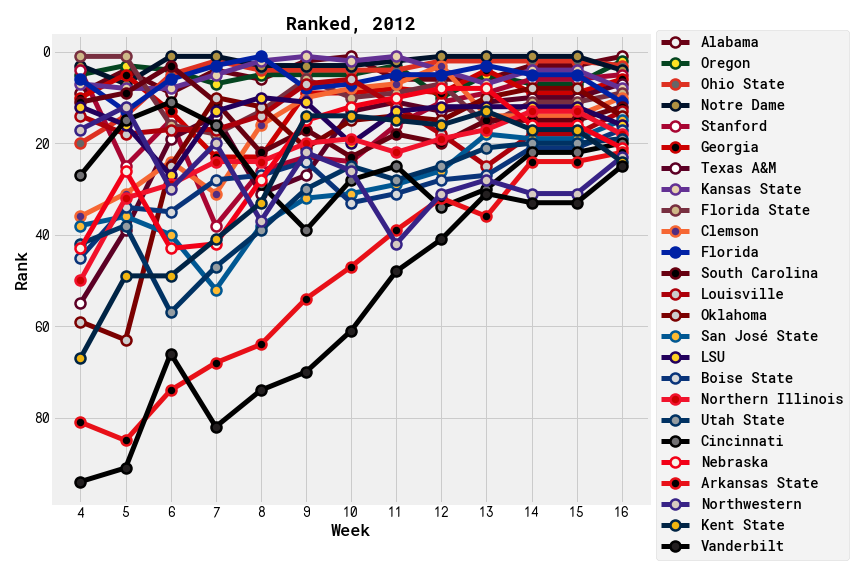 Ranked, 2012
0
20
40
60
80
Rank
4 5 6 7 8 9 10 11 12 13 14 15 16
Week
Alabama
Oregon
Ohio State
Notre Dame
Stanford
Georgia
Texas A&M
Kansas State
Florida State
Clemson
Florida
South Carolina
Louisville
Oklahoma
San José State
LSU
Boise State
Northern Illinois
Utah State
Cincinnati
Nebraska
Arkansas State
Northwestern
Kent State
Vanderbilt